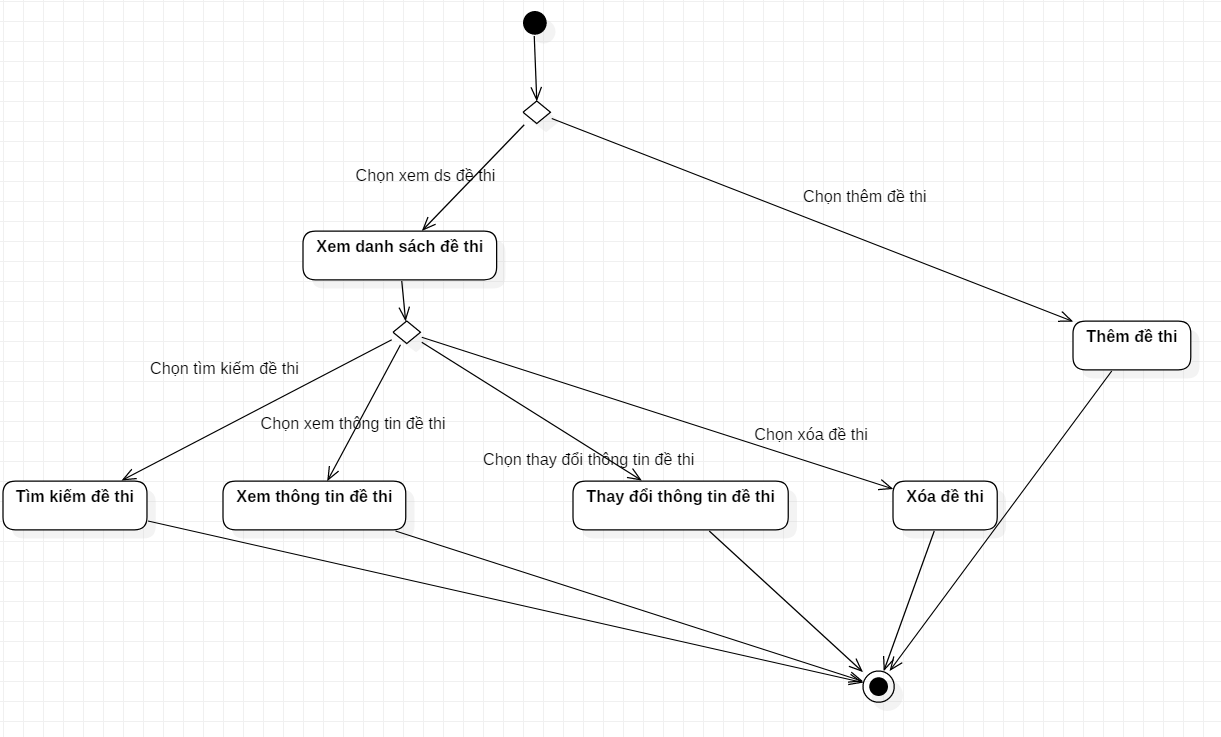 Chọn xem ds đề thi
Chọn thêm đề thi
Xem danh sách đề thi
Thêm đề thi
Chọn tìm kiếm đề thi
Chọn xem thông tin đề thi
Chọn xóa đề thi
Chọn thay đổi thông tin đề thi
Tìm kiếm đề thi
Xem thông tin đề thi
Thay đổi thông tin đề thi
Xóa đề thi